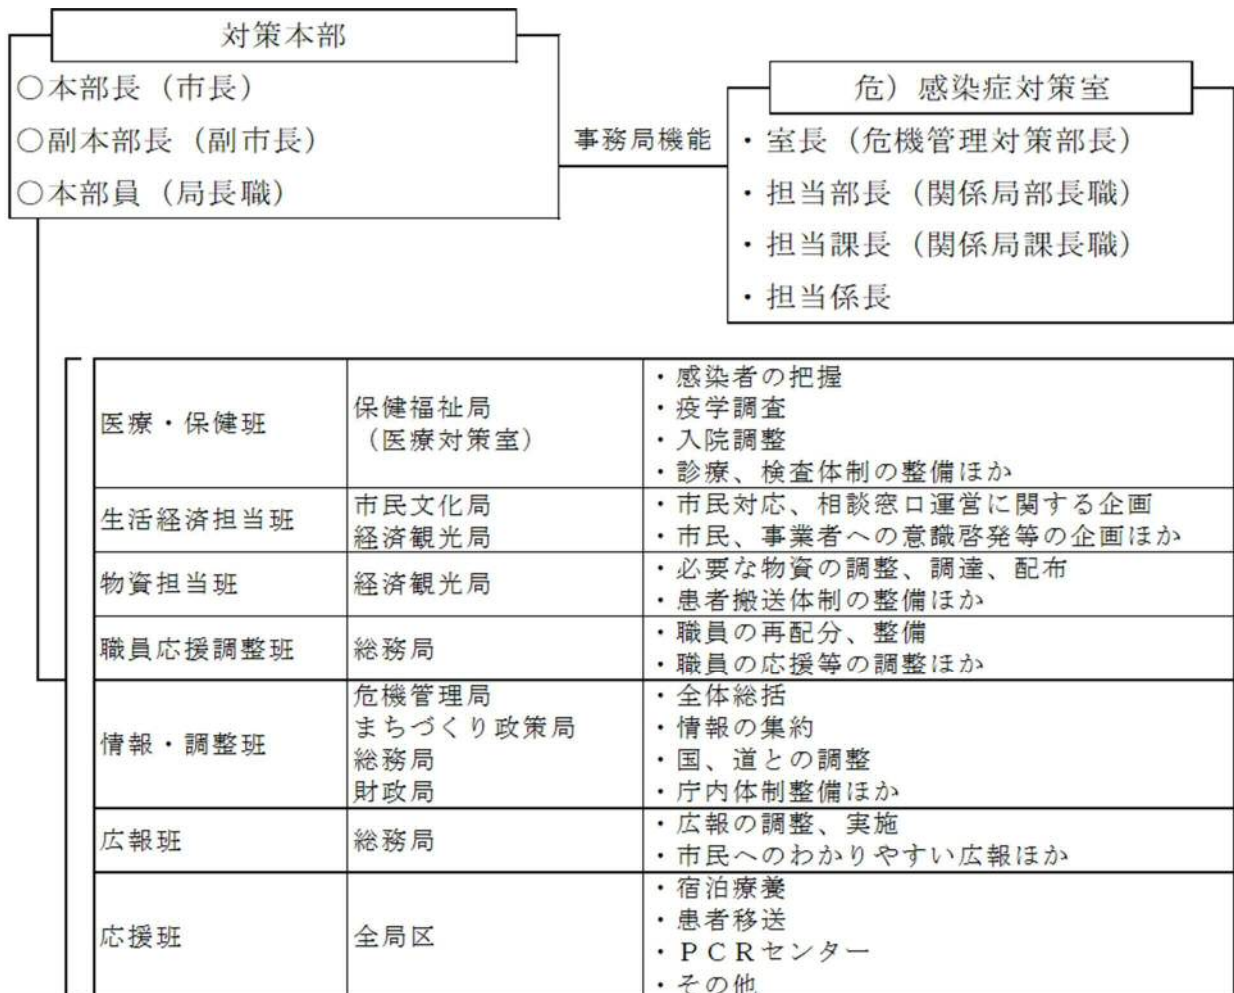 対策本部
○本部長（市長）
○副本部長（副市長）
○本部員（局長職）
事務局機能
危）感染症対策室
・室長（危機管理対策部長）
・担当部長（関係局部長職）
・担当課長（関係局課長職）
・担当係長
医療・保健班
保健福祉局
（医療対策室）
・感染者の把握
・疫学調査
・入院調整
・診療、検査体制の整備ほか
生活経済担当班
市民文化局
経済観光局
・市民対応、相談窓口運営に関する企画
・市民、事業者への意識啓発等の企画ほか
物資担当班
経済観光局
・必要な物資の調整、調達、配布
・患者搬送体制の整備ほか
職員応援調整班
総務局
・職員の再配分、整備
・職員の応援等の調整ほか
情報・調整班
危機管理局
まちづくり政策局
総務局
財政局
・全体総括
・情報の集約
・国、道との調整
・庁内体制整備ほか
広報班
総務局
・広報の調整、実施
・市民へのわかりやすい広報ほか
応援班
全局区
・宿泊療養
・患者移送
・ＰＣＲセンター
・その他